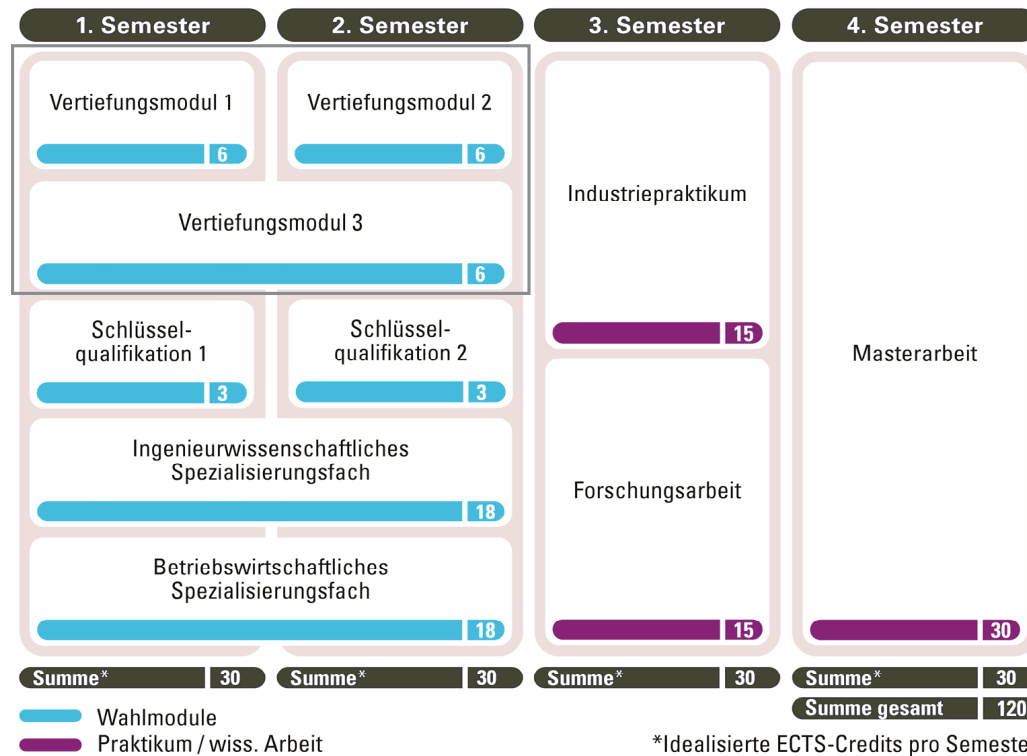 1. Semester
2. Semester
3. Semester
4. Semester
Vertiefungsmodul 1
6
Vertiefungsmodul 2
6
Vertiefungsmodul 3
6
Schlüssel-
qualifikation 1
3
Schlüssel-
qualifikation 2
3
Ingenieurwissenschaftliches
Spezialisierungsfach
18
Betriebswirtschaftliches
Spezialisierungsfach
18
Industriepraktikum
15
Forschungsarbeit
15
Masterarbeit
30
Summe* 30
Summe* 30
Summe* 30
Summe* 30
Summe gesamt 120
Wahlmodule
Praktikum / wiss. Arbeit
*Idealisierte ECTS-Credits pro Semeste